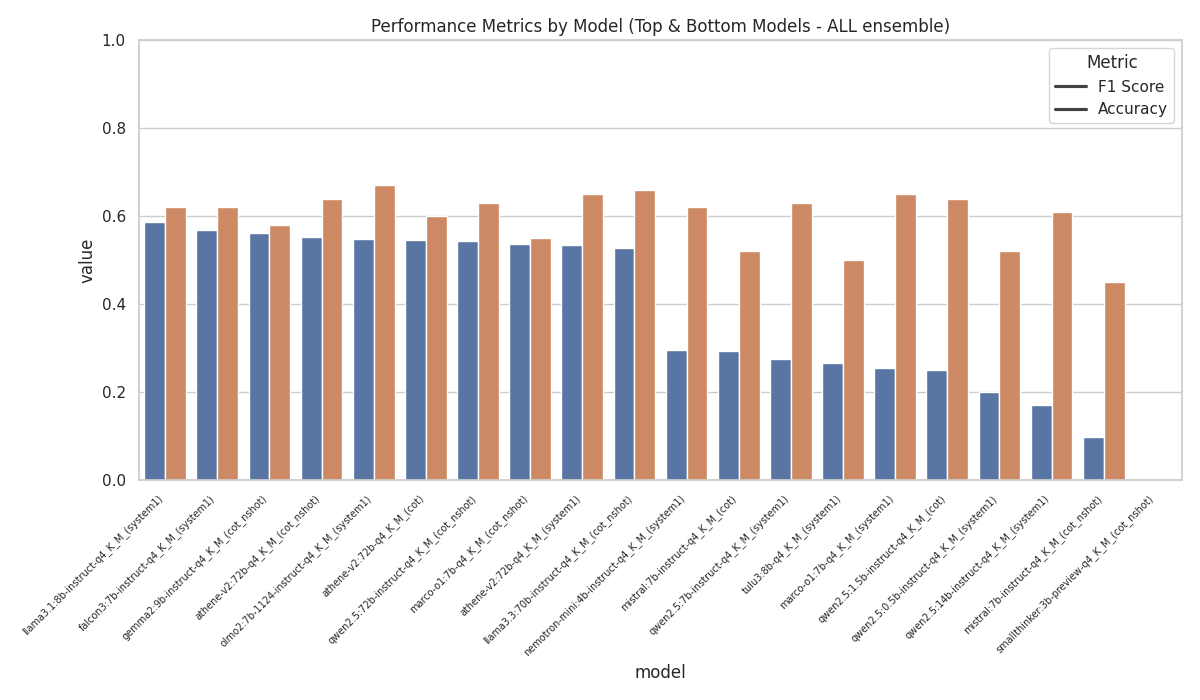 Performance Metrics by Model (Top & Bottom Models - ALL ensemble)
1.0
0.8
0.6
0.4
0.2
0.0
value
Metric
F1 Score
Accuracy
llama3.1:8b-instruct-q4_K_M_(system1)
falcon3:7b-instruct-q4_K_M_(system1)
gemma2:9b-instruct-q4_K_M_(cot_nshot)
athene-v2:72b-q4_K_M_(cot_nshot)
olmo2:7b-1124-instruct-q4_K_M_(system1)
athene-v2:72b-q4_K_M_(cot)
qwen2.5:72b-instruct-q4_K_M_(cot_nshot)
marco-o1:7b-q4_K_M_(cot_nshot)
athene-v2:72b-q4_K_M_(system1)
llama3.3:70b-instruct-q4_K_M_(cot_nshot)
nemotron-mini:4b-instruct-q4_K_M_(system1)
mistral:7b-instruct-q4_K_M_(cot)
qwen2.5:7b-instruct-q4_K_M_(system1)
tulu3:8b-q4_K_M_(system1)
marco-o1:7b-q4_K_M_(system1)
qwen2.5:1.5b-instruct-q4_K_M_(cot)
qwen2.5:0.5b-instruct-q4_K_M_(system1)
qwen2.5:14b-instruct-q4_K_M_(system1)
mistral:7b-instruct-q4_K_M_(cot_nshot)
smallthinker:3b-preview-q4_K_M_(cot_nshot)
model